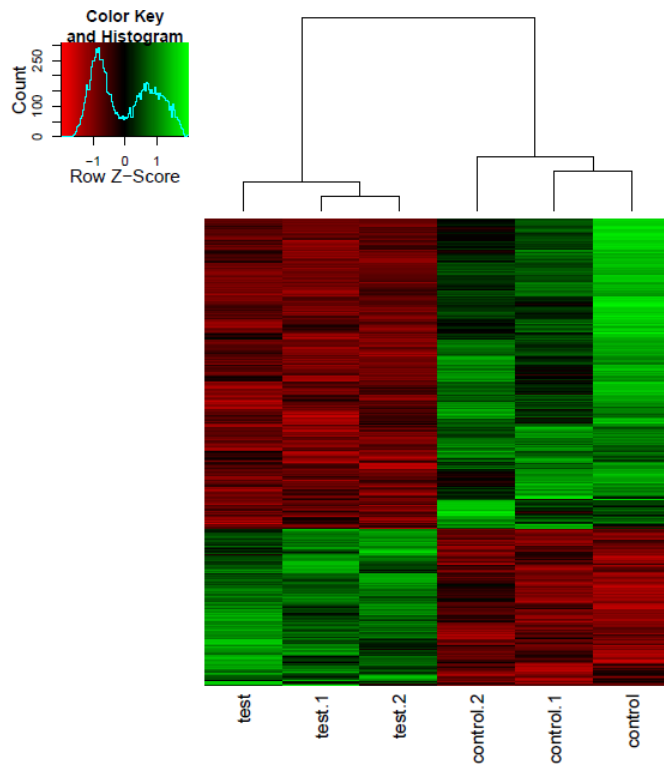 Color Key
and Histogram
Count
0 100 250
−1 0 1
Row Z−Score
test test.1 test.2 control.2 control.1 control